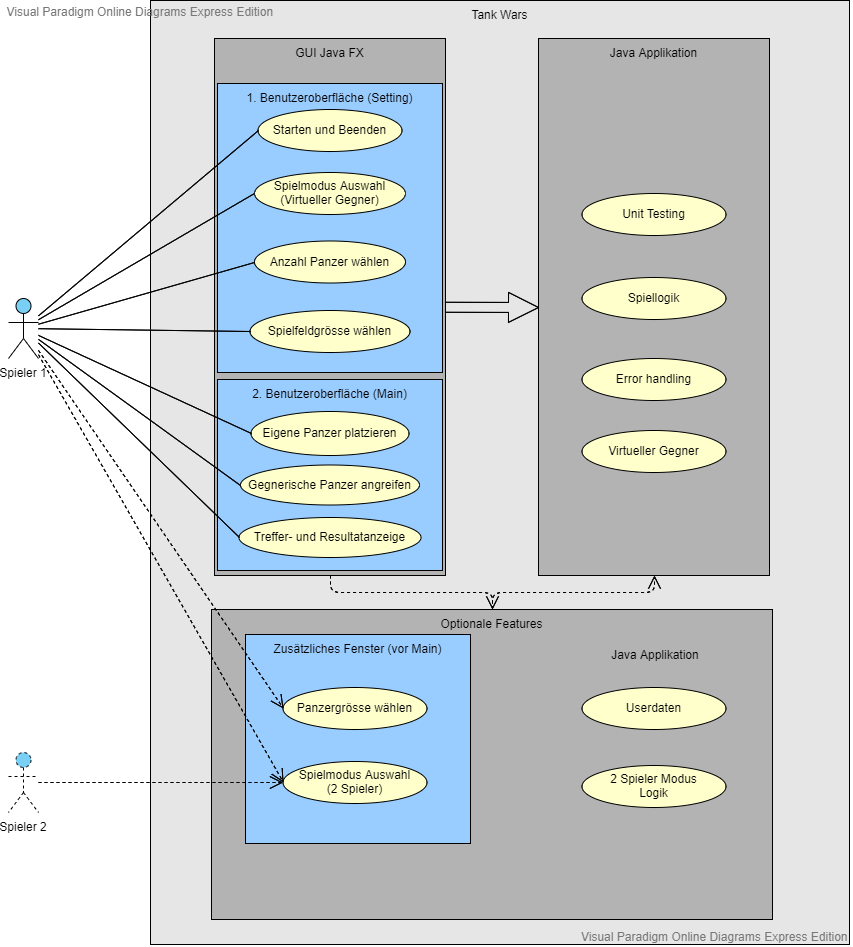 Visual Paradigm Online Diagrams Express Edition
Tank Wars
GUI Java FX
1. Benutzeroberfläche (Setting)
Starten und Beenden
Spielmodus Auswahl
(Virtueller Gegner)
Anzahl Panzer wählen
Spielfeldgrösse wählen
2. Benutzeroberfläche (Main)
Eigene Panzer platzieren
Gegnerische Panzer angreifen
Treffer- und Resultatanzeige
Java Applikation
Unit Testing
Spiellogik
Error handling
Virtueller Gegner
Spieler 1
Optionale Features
Zusätzliches Fenster (vor Main)
Panzergrösse wählen
Spielmodus Auswahl
(2 Spieler)
Java Applikation
Userdaten
2 Spieler Modus
Logik
Spieler 2
Visual Paradigm Online Diagrams Express Edition